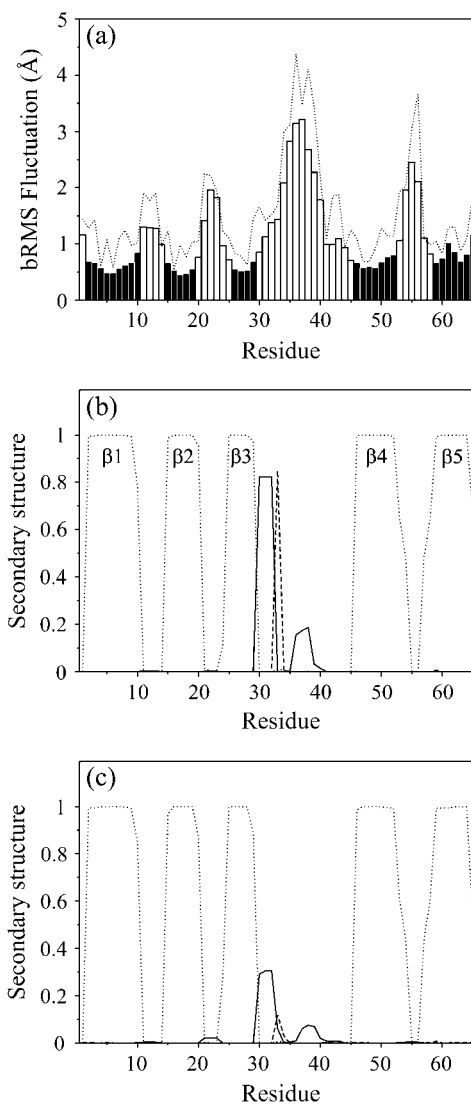 (a)
5
4
3
2
1
0
bRMS Fluctuation (Å)
10 20 30 40 50 60
Residue
(b)
1
0.8
0.6
0.4
0.2
0
Secondary structure
β1 β2 β3 β4 β5
10 20 30 40 50 60
Residue
(c)
1
0.8
0.6
0.4
0.2
0
Secondary structure
10 20 30 40 50 60
Residue